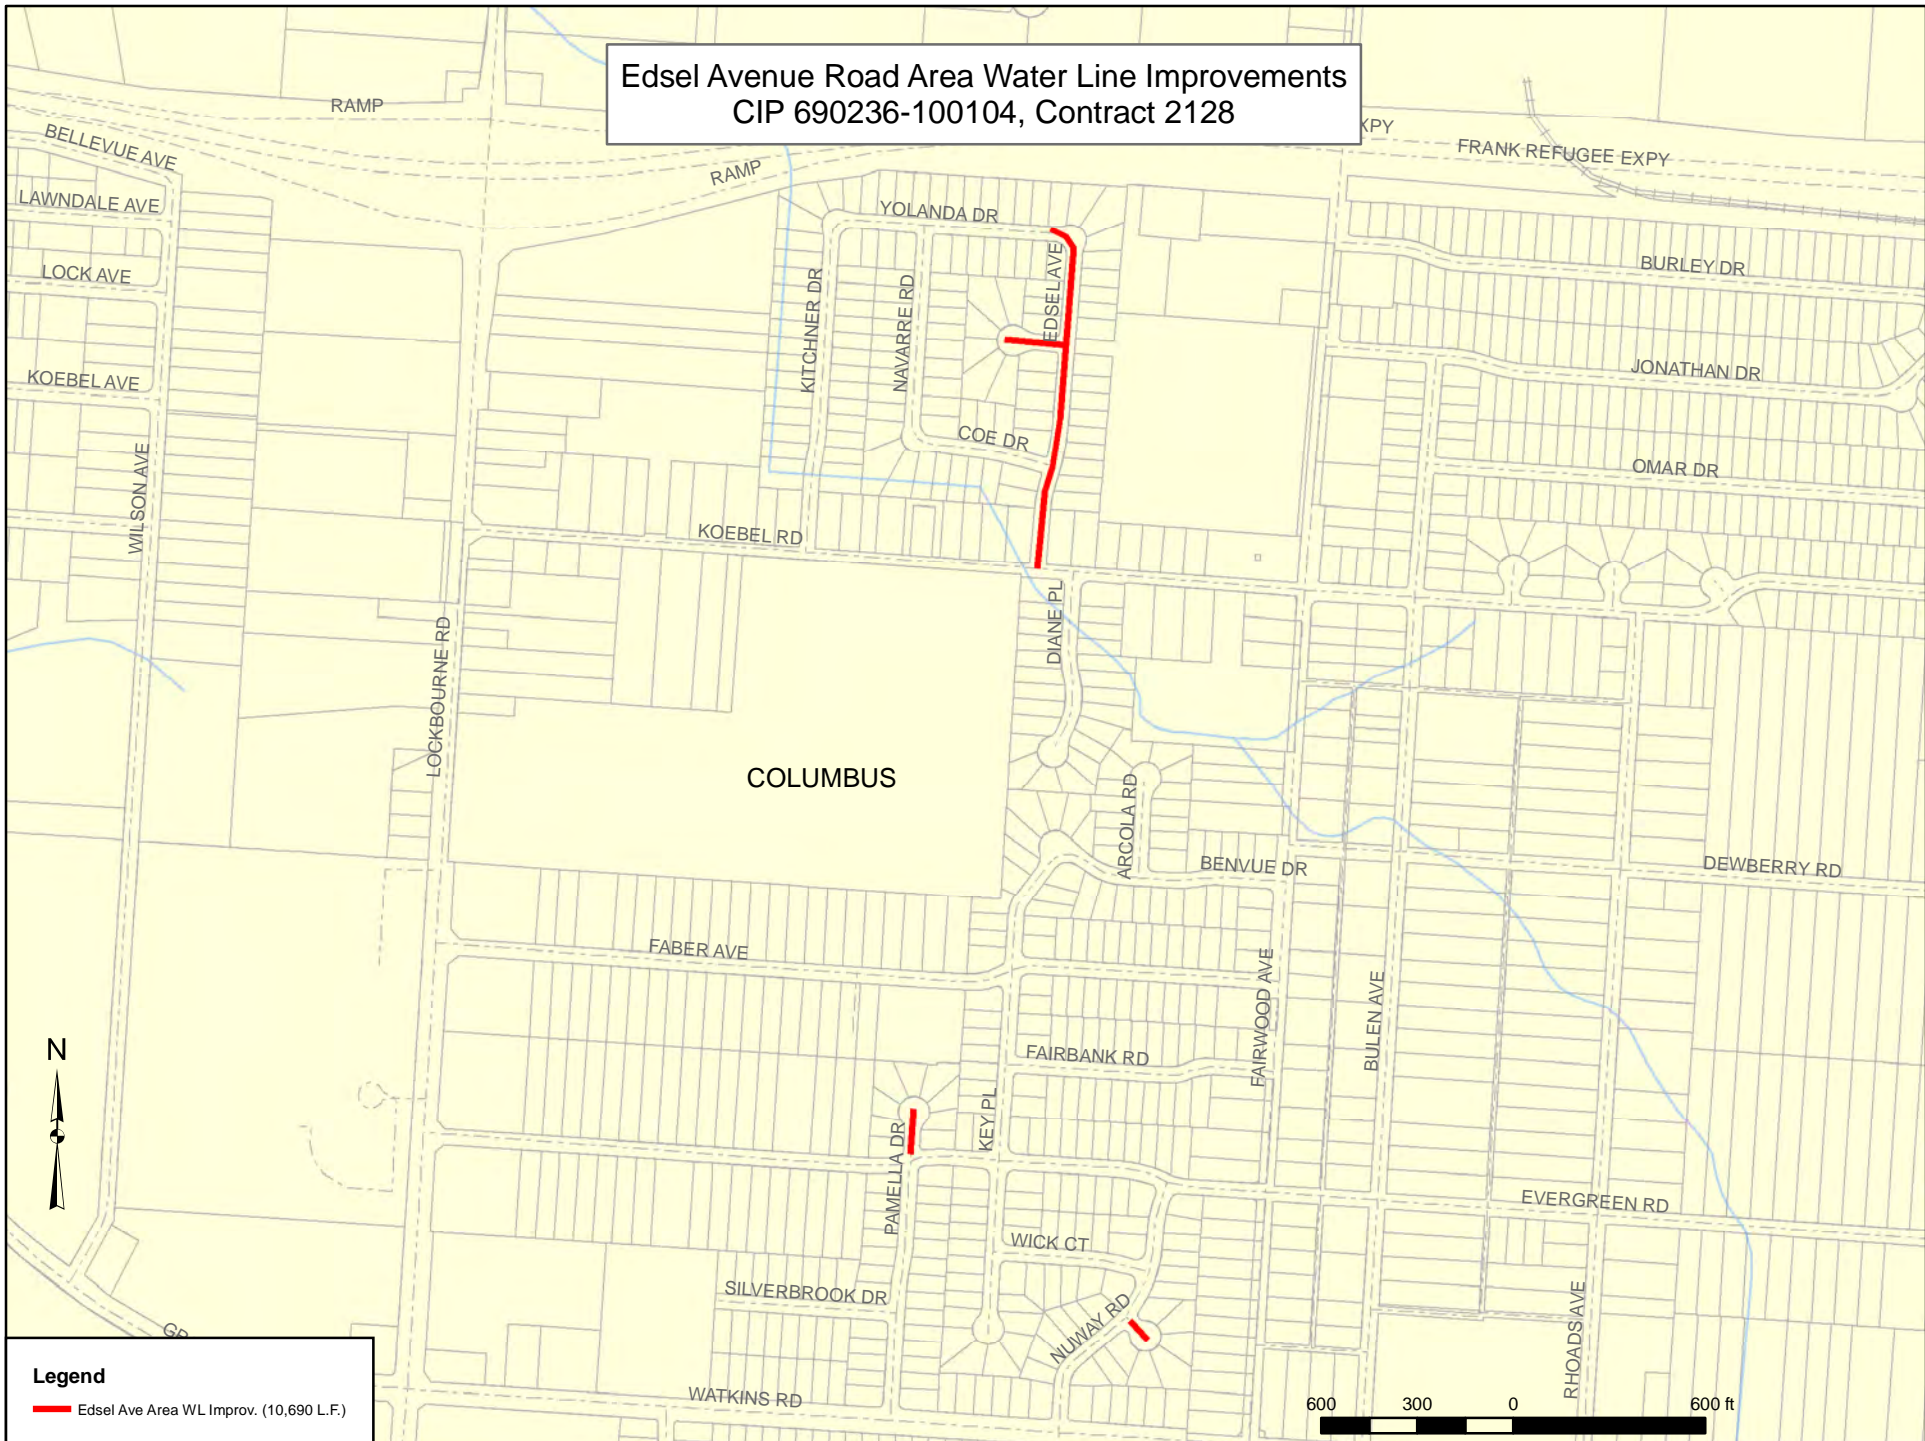 Edsel Avenue Road Area Water Line Improvements
CIP 690236-100104, Contract 2128
RAMP
XPY
FRANK REFUGEE EXPY
BELLEVUE AVE
RAMP
LAWNDALE AVE
YOLANDA DR
LOCK AVE
KITCHNER DR
NAVARRE RD
EDSEL AVE
BURLEY DR
KOEBEL AVE
JONATHAN DR
COE DR
OMAR DR
WILSON AVE
KOEBEL RD
DIANE PL
LOCKBOURNE RD
COLUMBUS
ARCOLA RD
BENVUE DR
DEWBERRY RD
FABER AVE
FAIRWOOD AVE
BULEN AVE
FAIRBANK RD
KEY PL
N
PAMELLA DR
EVERGREEN RD
WICK CT
SILVERBROOK DR
NUWAY RD
RHOADS AVE
WATKINS RD
Legend
Edsel Ave Area WL Improv. (10,690 L.F.)
600 300 0 600 ft